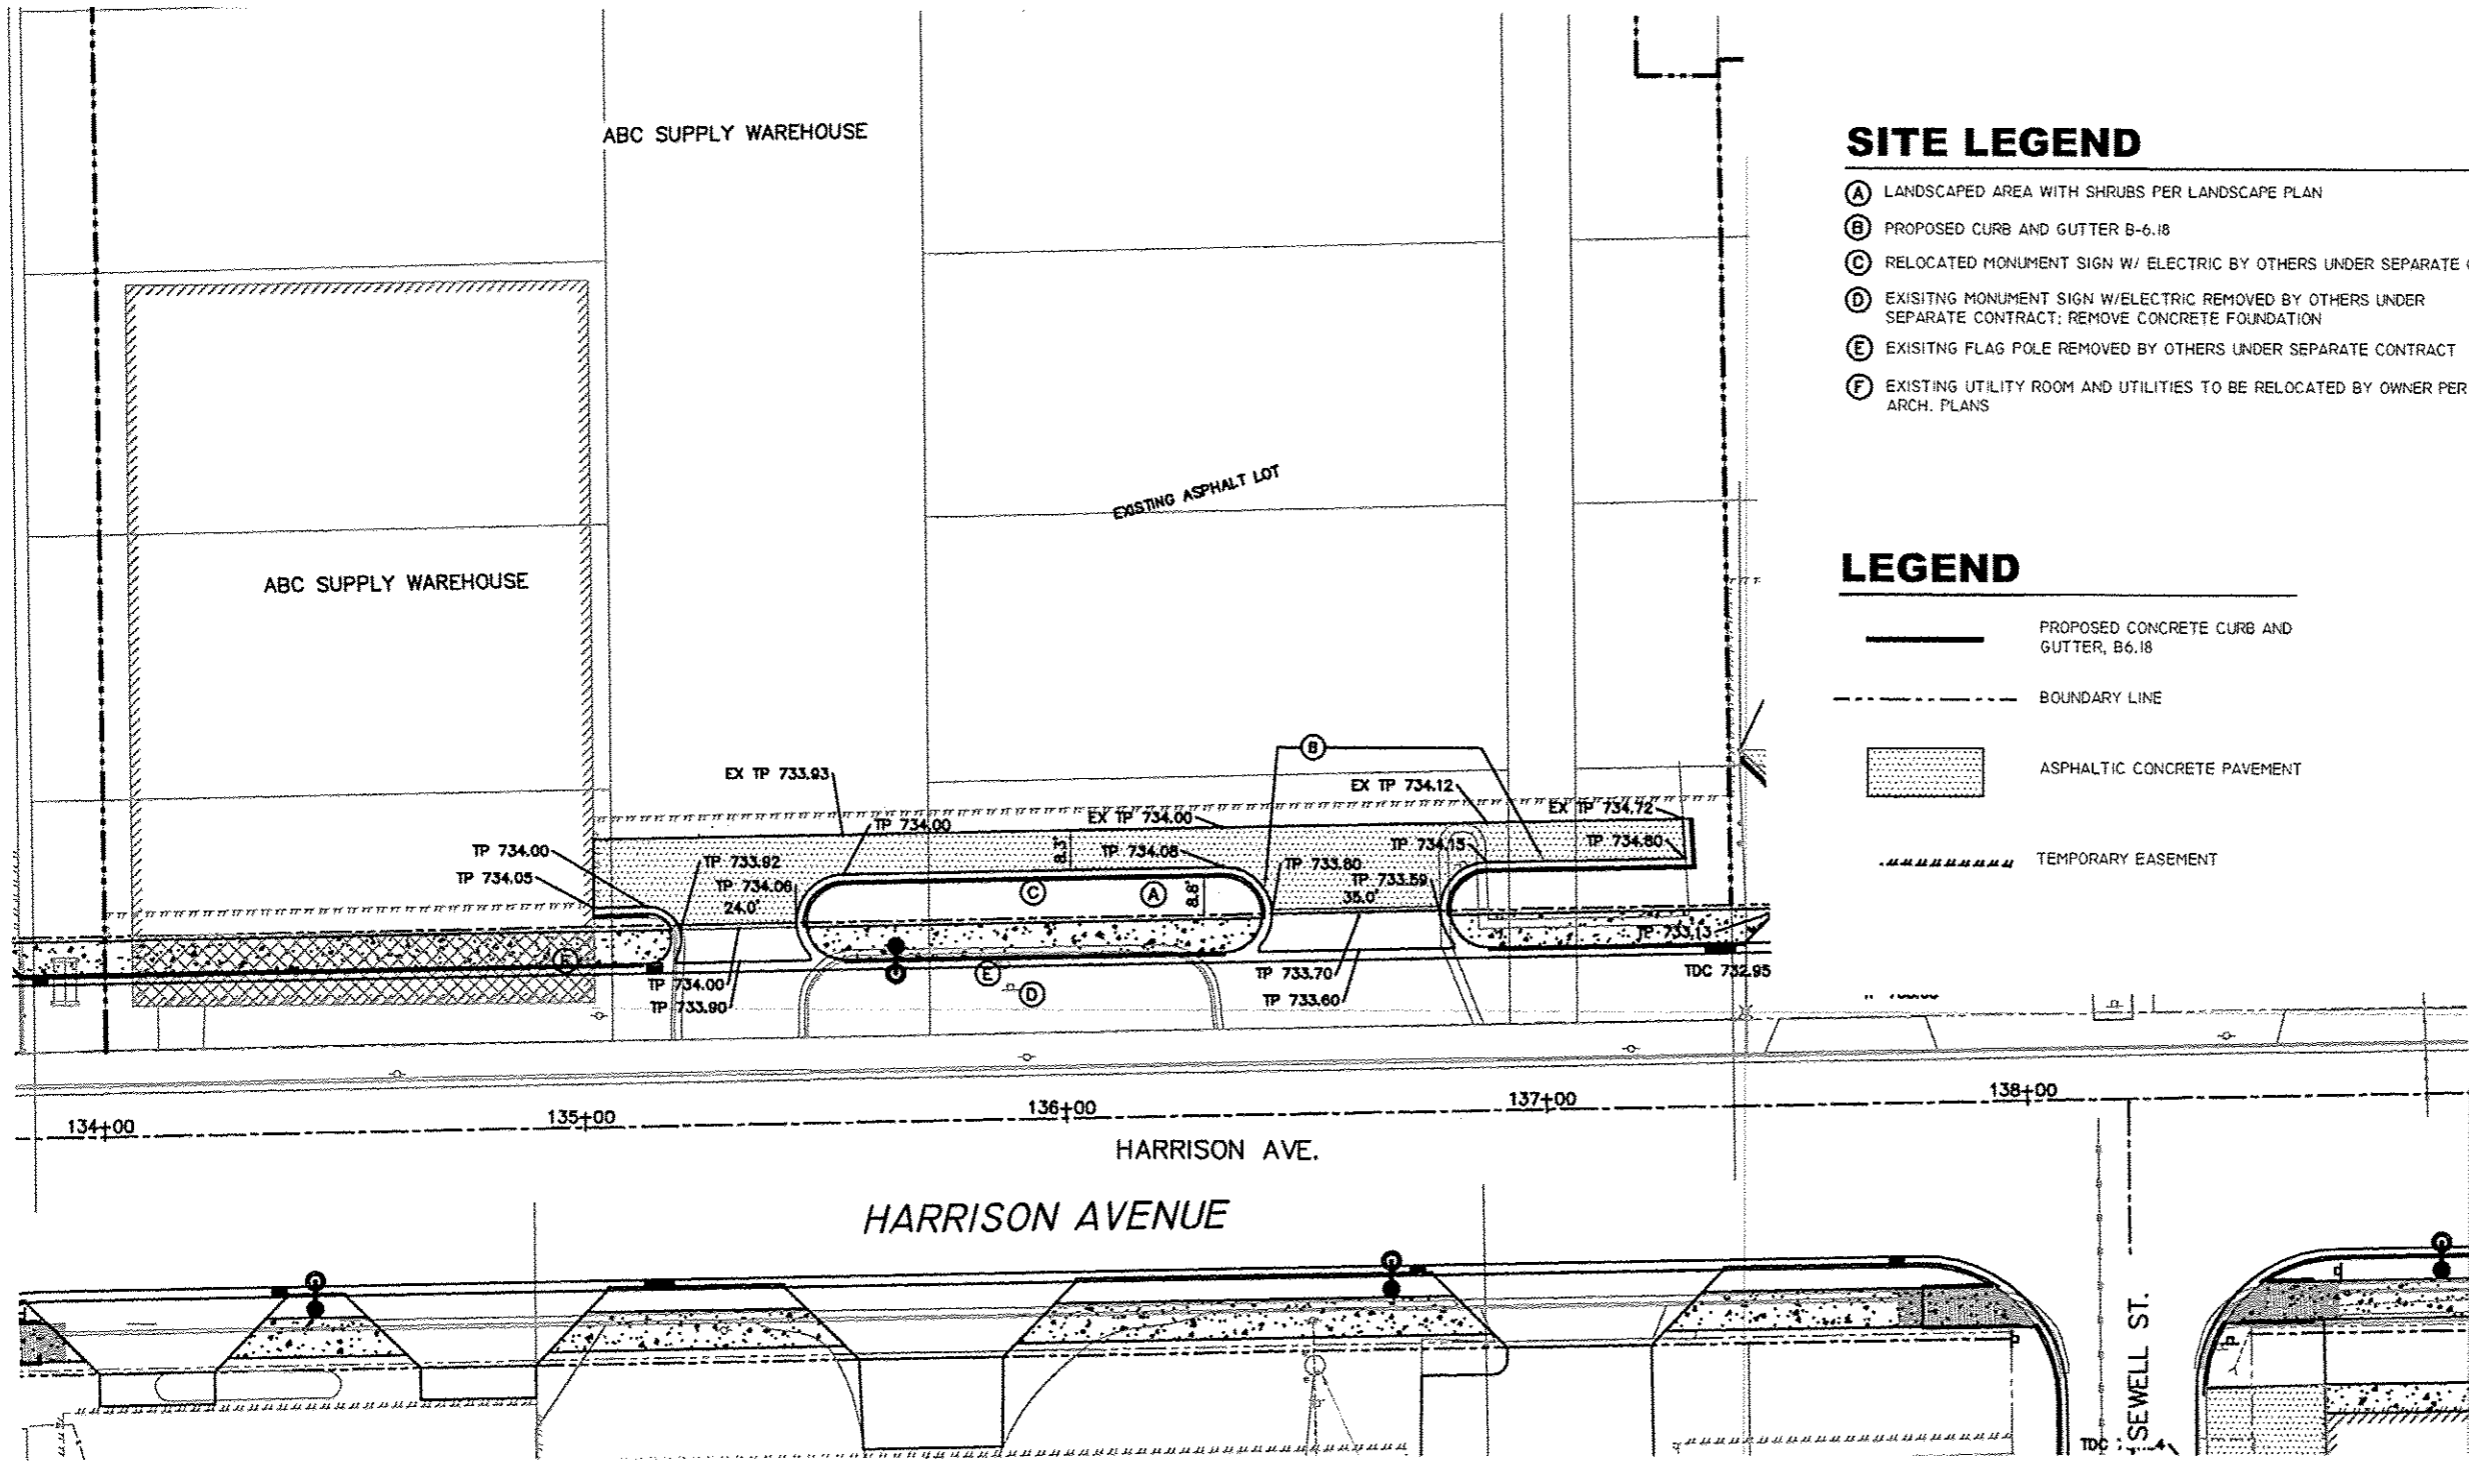 ABC SUPPLY WAREHOUSE
SITE LEGEND
A LANDSCAPED AREA WITH SHRUBS PER LANDSCAPE PLAN
B PROPOSED CURB AND GUTTER B-6.18
C RELOCATED MONUMENT SIGN W/ ELECTRIC BY OTHERS UNDER SEPARATE
D EXISITNG MONUMENT SIGN W/ELECTRIC REMOVED BY OTHERS UNDER
SEPARATE CONTRACT; REMOVE CONCRETE FOUNDATION
E EXISITNG FLAG POLE REMOVED BY OTHERS UNDER SEPARATE CONTRACT
F EXISTING UTILITY ROOM AND UTILITIES TO BE RELOCATED BY OWNER PER
ARCH. PLANS
EXISTING ASPHALT LOT
ABC SUPPLY WAREHOUSE
LEGEND
PROPOSED CONCRETE CURB AND
GUTTER, B6.18
BOUNDARY LINE
ASPHALTIC CONCRETE PAVEMENT
TEMPORARY EASEMENT
B
EX TP 733.93
EX TP 734.12
EX TP 734.72
TP 734.00
EX TP 734.00
TP 734.00
TP 733.92
8.3'
TP 734.08
TP 734.15
TP 734.80
TP 734.05
TP 734.06
24.0'
C
A
8.8'
TP 733.60
TP 733.59
35.0'
TP 733.13
E
D
TP 734.00
TP 733.90
TP 733.70
TP 733.60
TDC 732.95
134+00
135+00
136+00
137+00
138+00
HARRISON AVE.
HARRISON AVENUE
SEWELL ST.
TDC